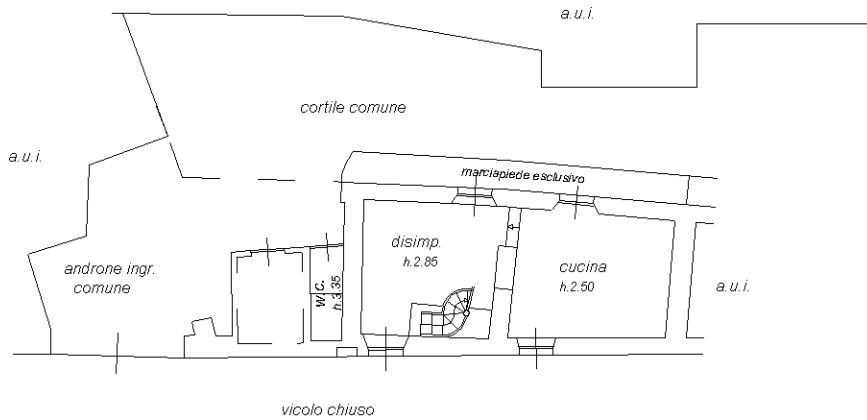 a.u.i.
cortile comune
a.u.i.
marciapiede esclusivo
disimp.
h.2.85
androne ingr.
comune
w.c.
h.3.35
cucina
h.2.50
a.u.i.
vicolo chiuso